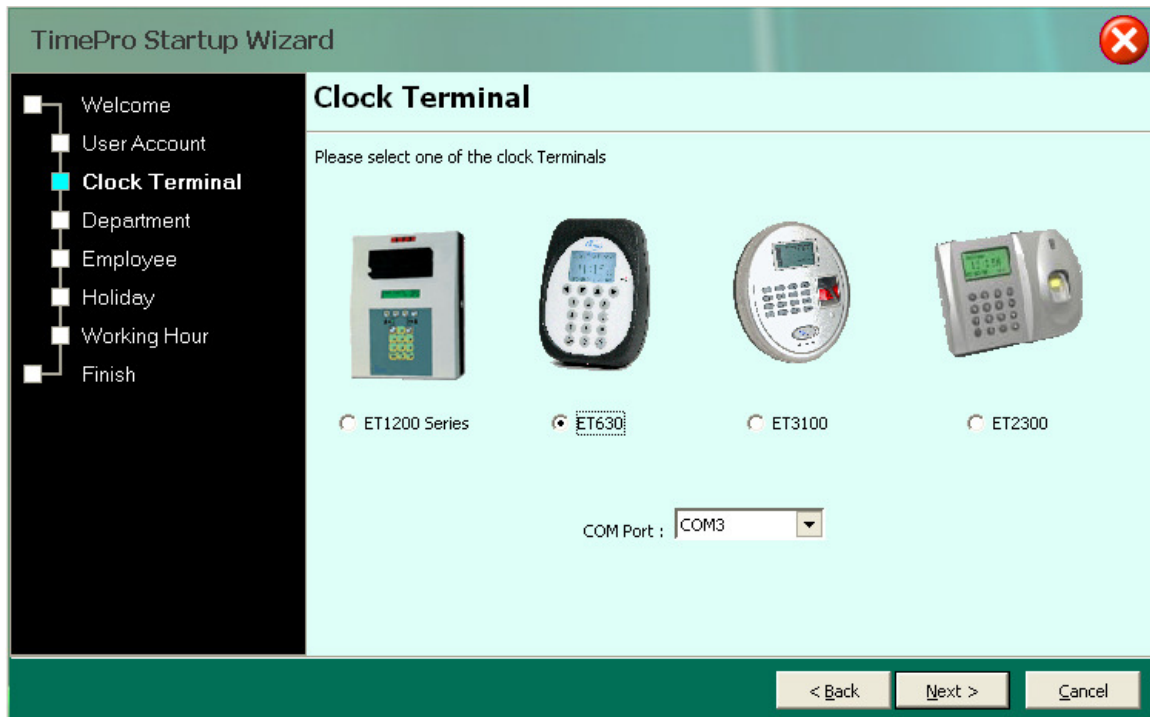 TimePro Startup Wizard
Welcome
User Account
Clock Terminal
Department
Employee
Holiday
Working Hour
Finish
Clock Terminal
Please select one of the clock Terminals
ET1200 Series
ET630
ET3100
ET2300
COM Port :
COM3
< Back
Next >
Cancel